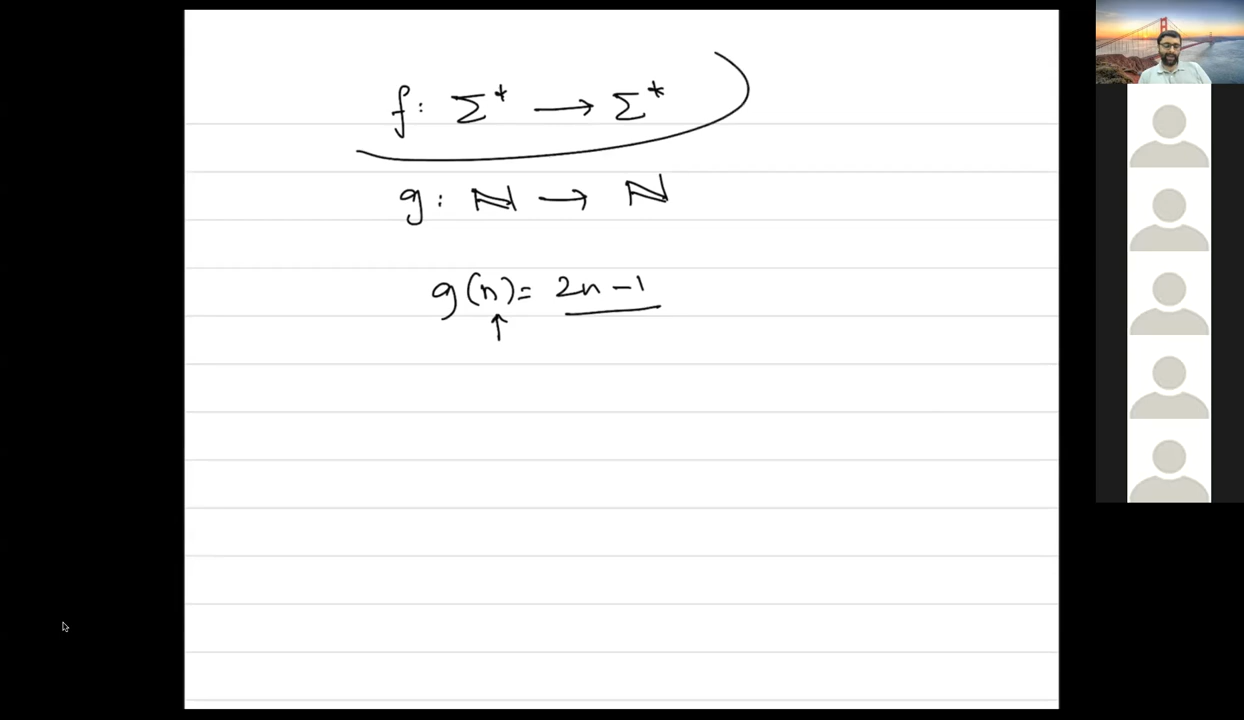 f: Σ* → Σ*
g: ℕ → ℕ
g(n) = 2n - 1
↑